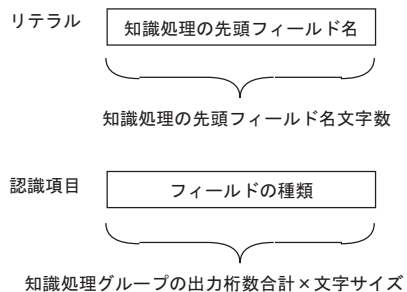 リテラル 知識処理の先頭フィールド名
知識処理の先頭フィールド名文字数
認識項目 フィールドの種類
知識処理グループの出力桁数合計×文字サイズ